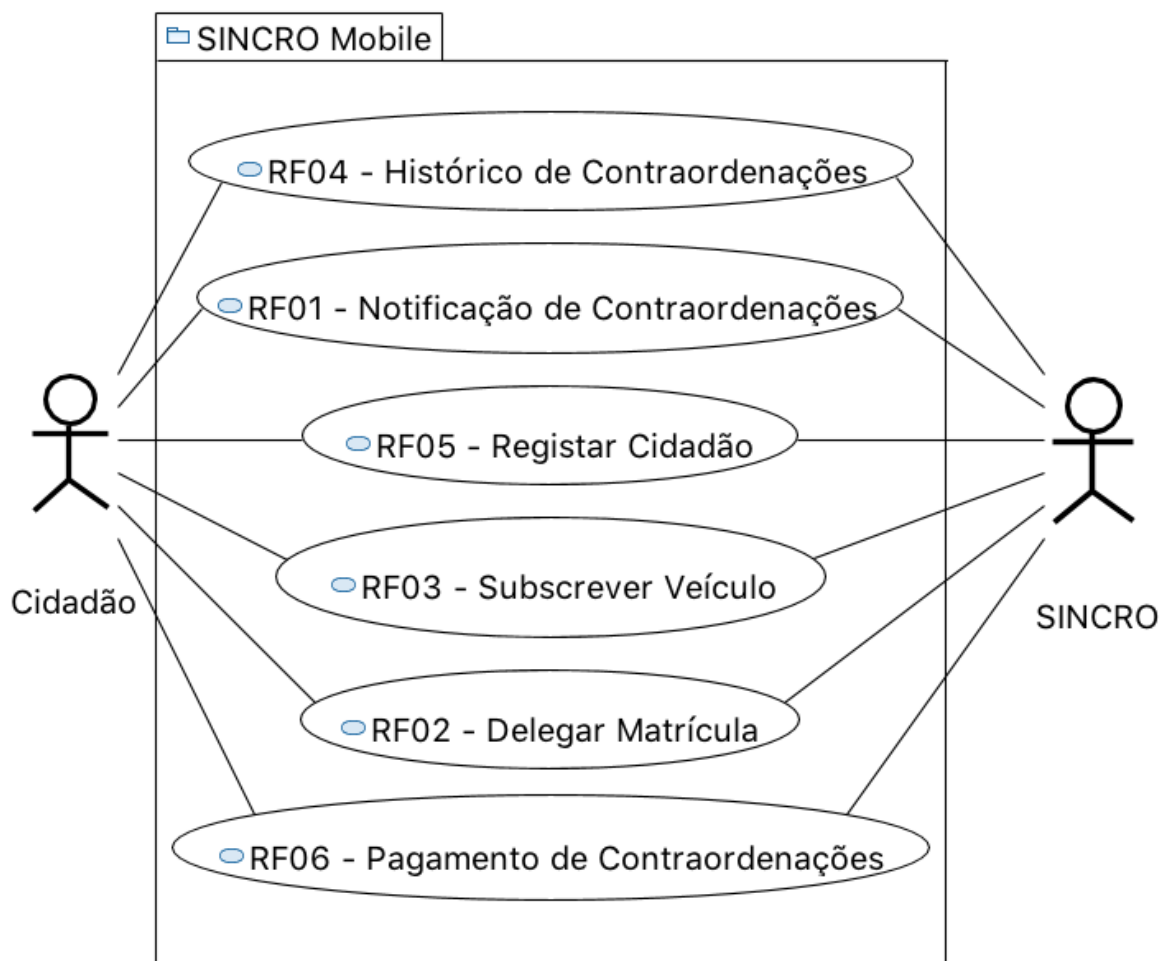 SINCRO Mobile
RF04 - Histórico de Contraordenações
RF01 - Notificação de Contraordenações
RF05 - Registar Cidadão
RF03 - Subscrever Veículo
Cidadão
SINCRO
RF02 - Delegar Matrícula
RF06 - Pagamento de Contraordenações